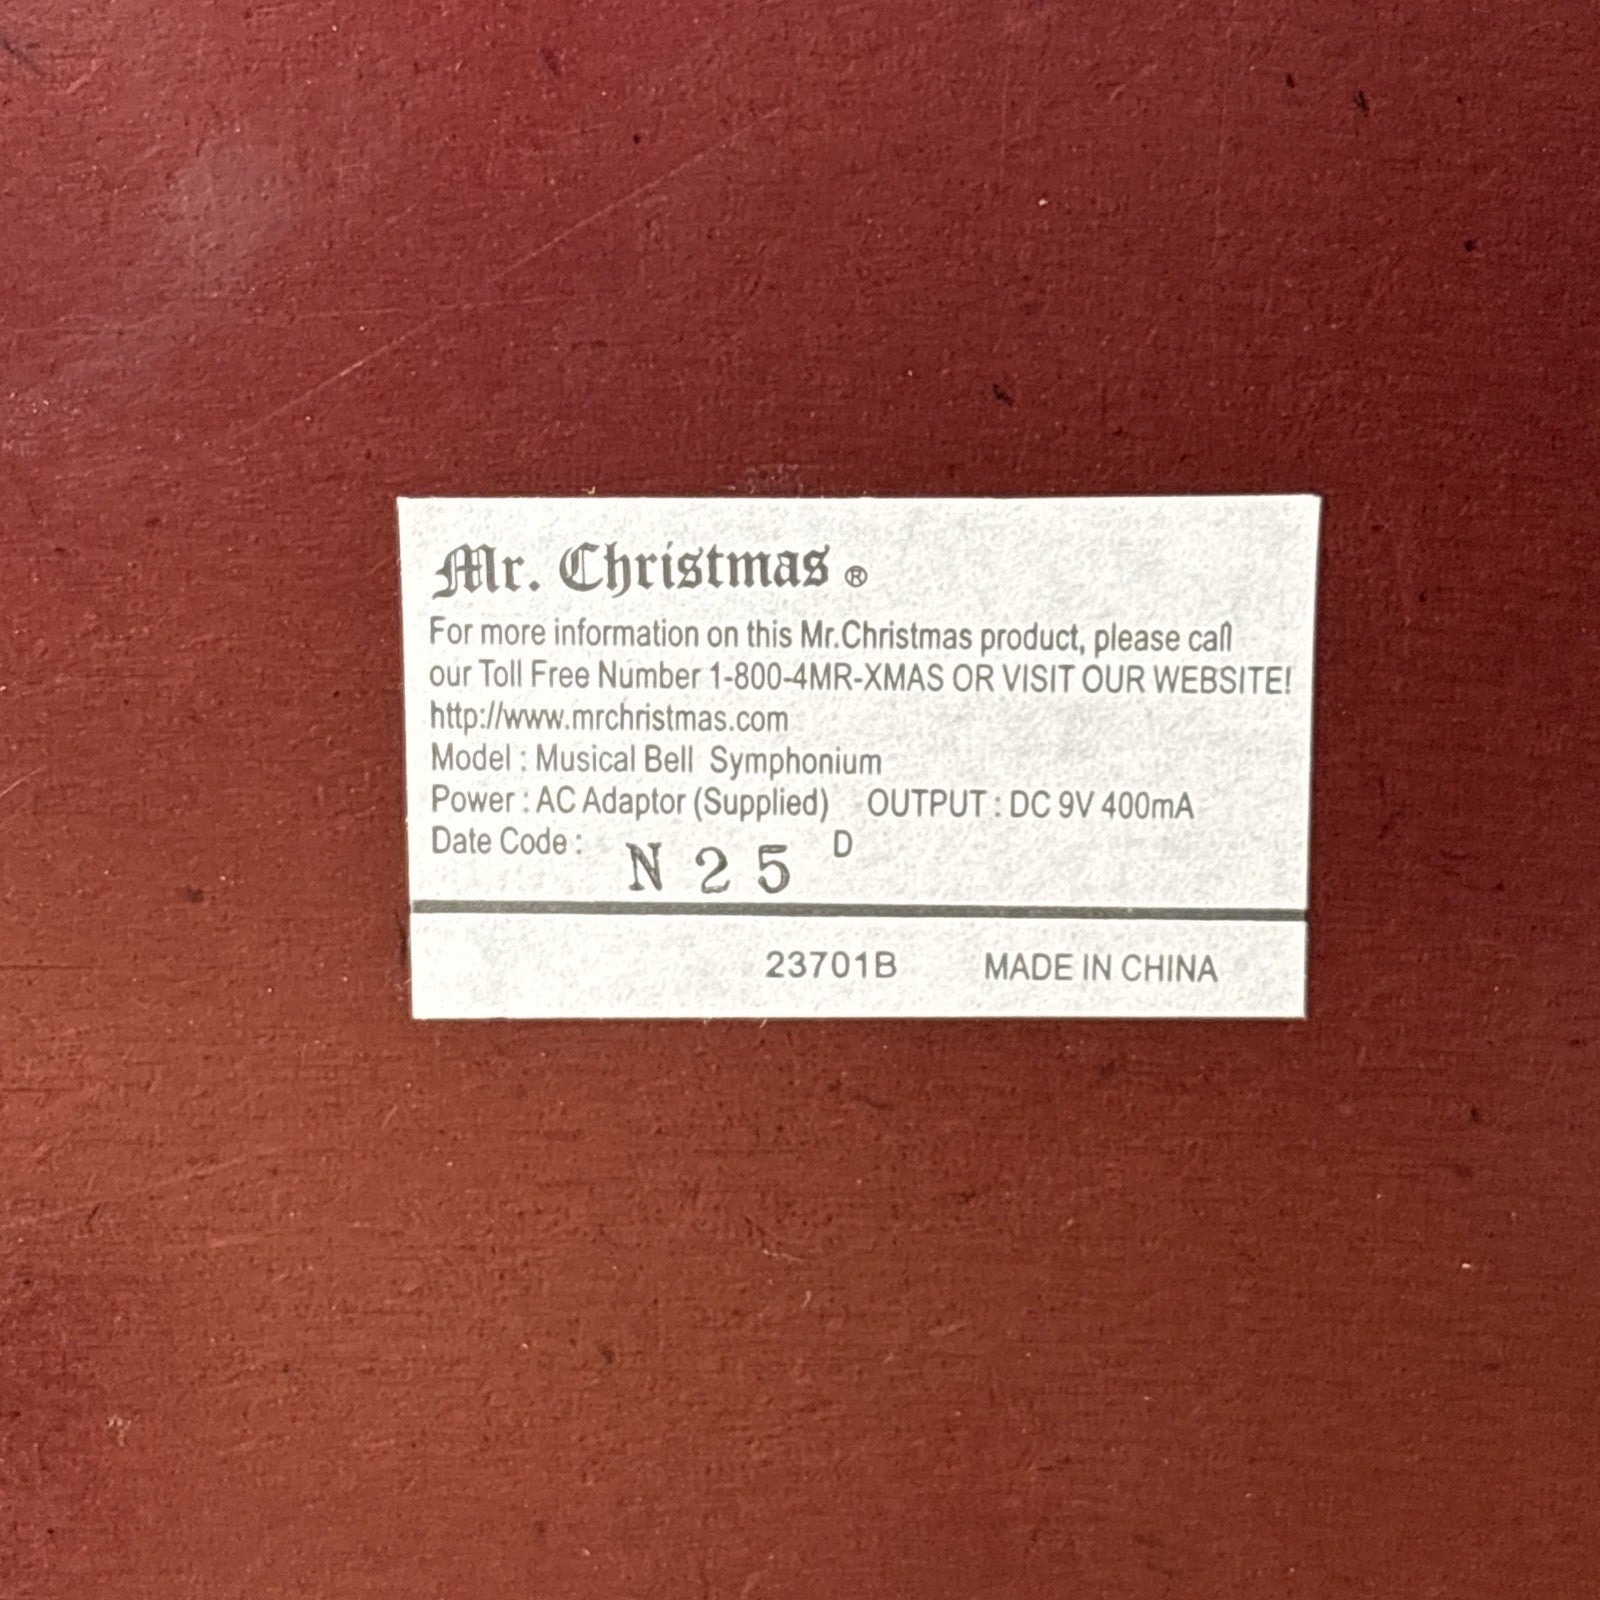 Mr. Christmas ®
For more information on this Mr.Christmas product, please call
our Toll Free Number 1-800-4MR-XMAS OR VISIT OUR WEBSITE!
http://www.mrchristmas.com
Model : Musical Bell Symphonium
Power : AC Adaptor (Supplied) OUTPUT : DC 9V 400mA
Date Code : N 2 5 D
23701B MADE IN CHINA